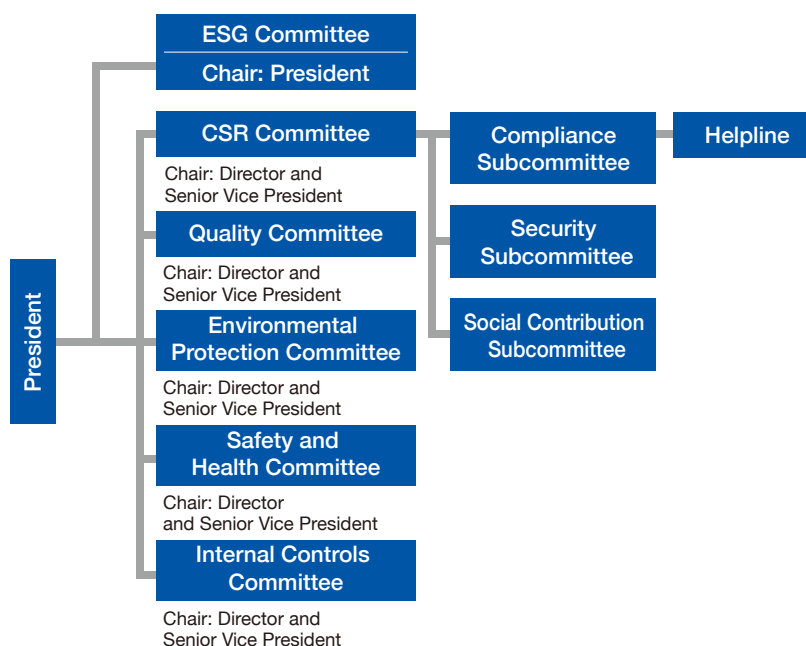 ESG Committee
Chair: President
CSR Committee
Chair: Director and
Senior Vice President
Compliance
Subcommittee
Helpline
Quality Committee
Chair: Director and
Senior Vice President
Security
Subcommittee
President
Environmental
Protection Committee
Chair: Director and
Senior Vice President
Social Contribution
Subcommittee
Safety and
Health Committee
Chair: Director
and Senior Vice President
Internal Controls
Committee
Chair: Director and
Senior Vice President